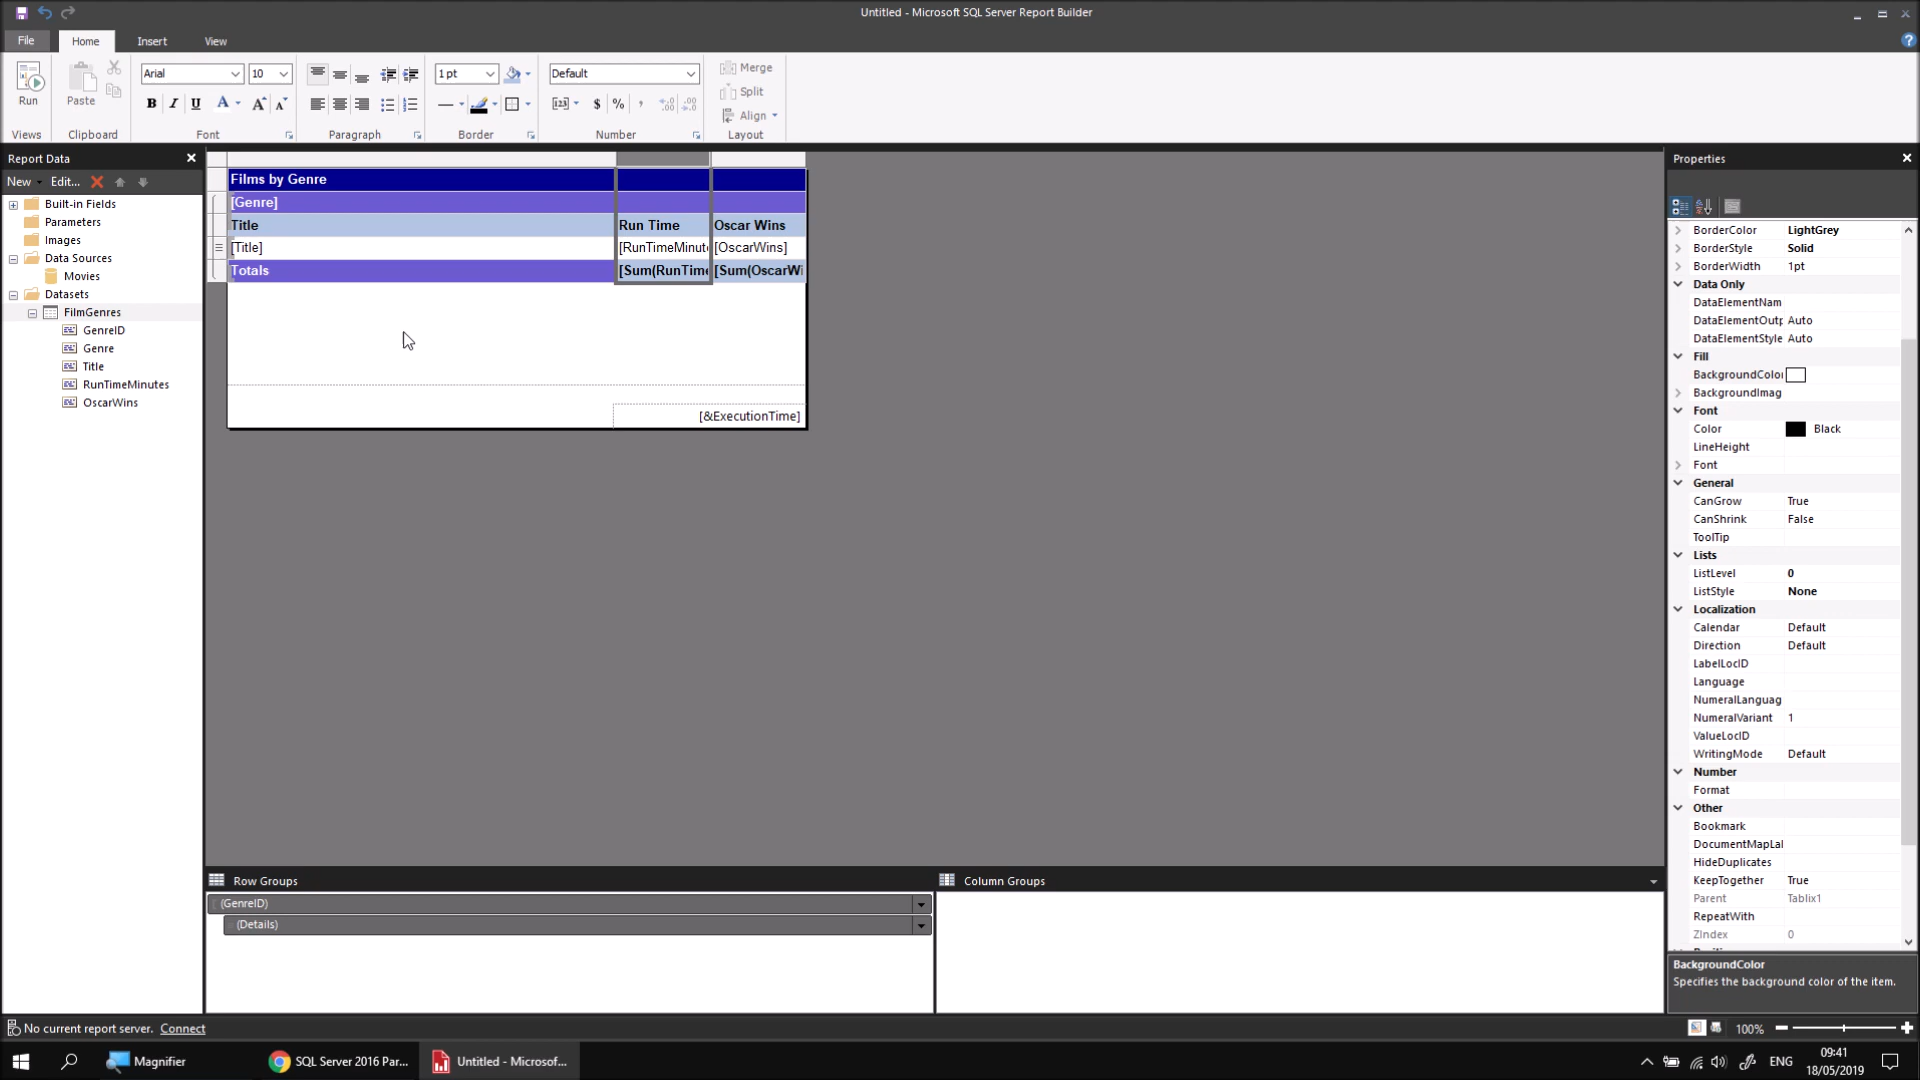 Untitled - Microsoft SQL Server Report Builder
File
Home
Insert
View
Run
Paste
Arial
10
1 pt
Default
Merge
Split
Align
B I U A A A
$ % ,
Views
Clipboard
Font
Paragraph
Border
Number
Layout
Report Data
New
Edit...
Built-in Fields
Parameters
Images
Data Sources
Movies
Datasets
FilmGenres
GenreID
Genre
Title
RunTimeMinutes
OscarWins
Films by Genre
[Genre]
Title
Run Time
Oscar Wins
[Title]
[RunTimeMinut
[OscarWins]
Totals
[Sum(RunTime
[Sum(OscarWi
[&ExecutionTime]
Row Groups
(GenreID)
(Details)
Column Groups
Properties
BorderColor LightGrey
BorderStyle Solid
BorderWidth 1pt
Data Only
DataElementNam
DataElementOutp Auto
DataElementStyle Auto
Fill
BackgroundColor
BackgroundImag
Font
Color Black
LineHeight
Font
General
CanGrow True
CanShrink False
ToolTip
Lists
ListLevel 0
ListStyle None
Localization
Calendar Default
Direction Default
LabelLocID
Language
NumeralLanguag
NumeralVariant 1
ValueLocID
WritingMode Default
Number
Format
Other
Bookmark
DocumentMapLal
HideDuplicates
KeepTogether True
Parent Tablix1
RepeatWith
ZIndex 0
BackgroundColor
Specifies the background color of the item.
No current report server. Connect
100%
Magnifier
SQL Server 2016 Par...
Untitled - Microsof...
ENG
09:41
18/05/2019